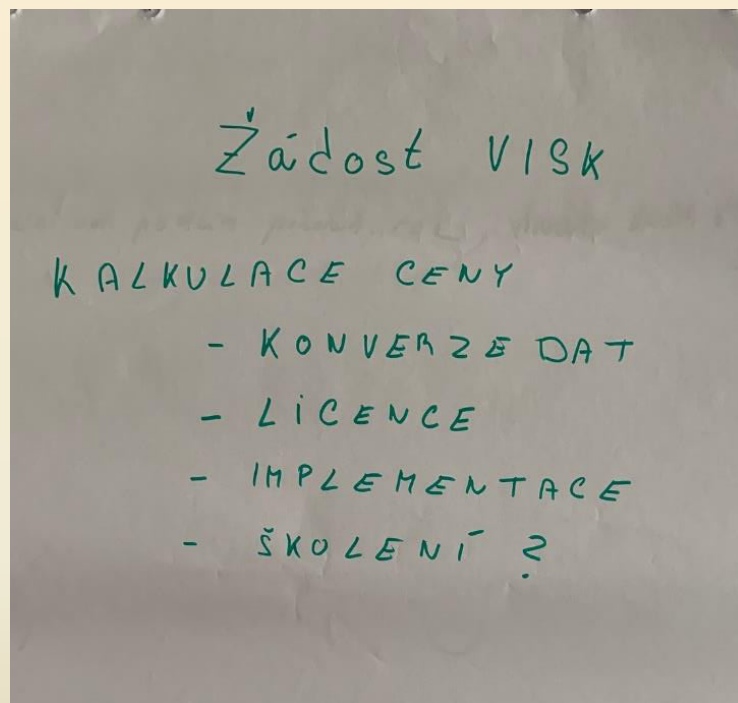 Žádost VISK
KALKULACE CENY
- KONVERZE DAT
- LICENCE
- IMPLEMENTACE
- ŠKOLENÍ ?